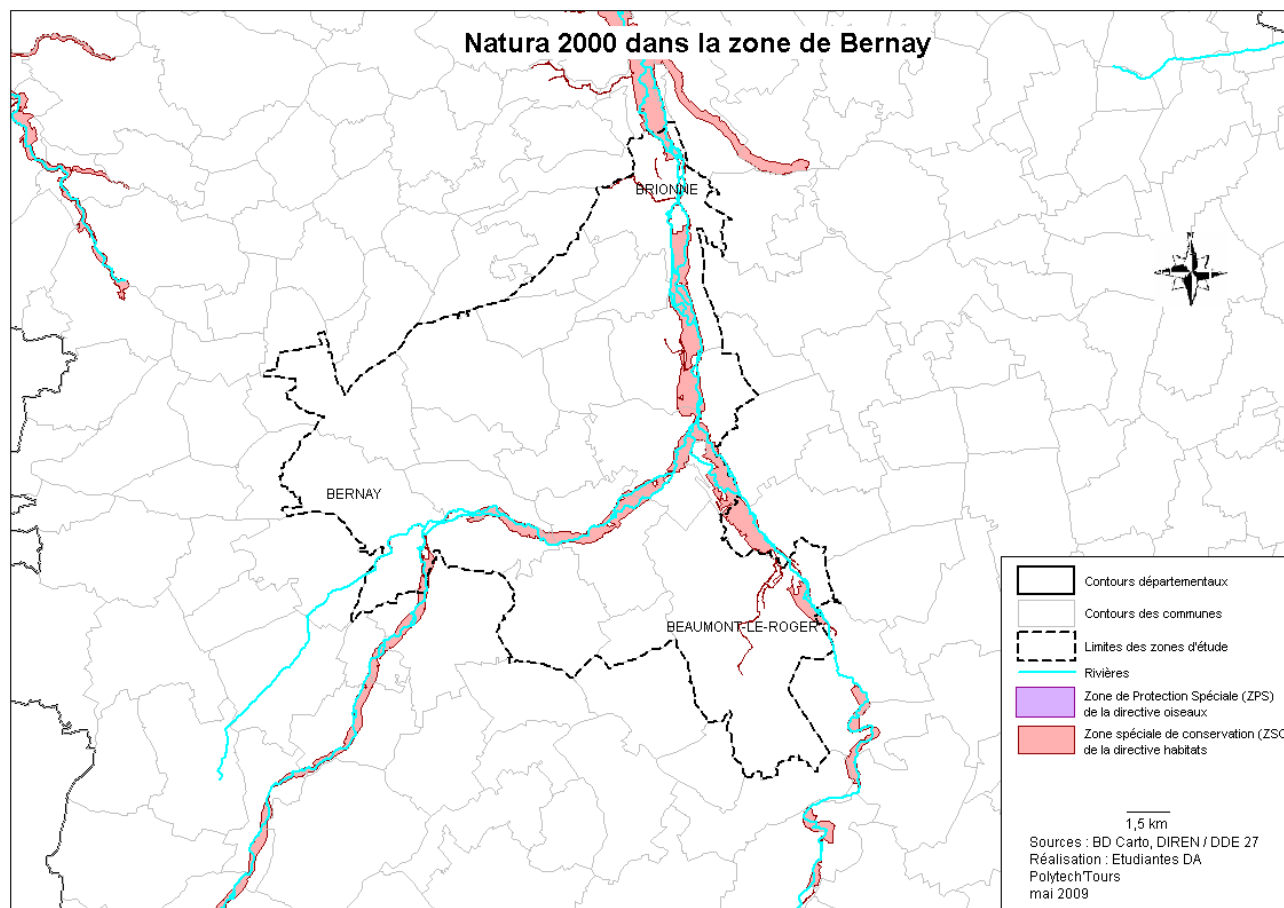 Natura 2000 dans la zone de Bernay
BRIONNE
N
BERNAY
BEAUMONT-LE-ROGER
Contours départementaux
Contours des communes
Limites des zones d'étude
Rivières
Zone de Protection Spéciale (ZPS)
de la directive oiseaux
Zone spéciale de conservation (ZSC
de la directive habitats
1,5 km
Sources : BD Carto, DIREN / DDE 27
Réalisation : Etudiantes DA
Polytech'Tours
mai 2009